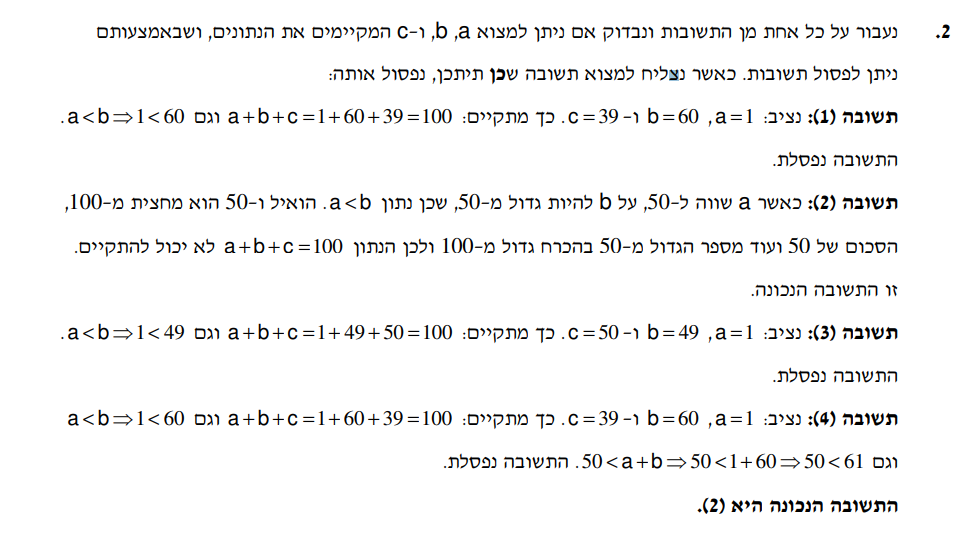 2. נעבור על כל אחת מן התשובות ונבדוק אם ניתן למצוא a, b, ו-c המקיימים את הנתונים, ושבאמצעותם
ניתן לפסול תשובות. כאשר נצליח למצוא תשובה שכן תיתכן, נפסול אותה:
תשובה (1): נציב: a=1, b=60 ו-c=39. כך מתקיים: a+b+c=1+60+39=100 וגם a<b⇒1<60.
התשובה נפסלת.
תשובה (2): כאשר a שווה ל-50, על b להיות גדול מ-50, שכן נתון a<b. הואיל ו-50 הוא מחצית מ-100,
הסכום של 50 ועוד מספר הגדול מ-50 בהכרח גדול מ-100 ולכן הנתון a+b+c=100 לא יכול להתקיים.
זו התשובה הנכונה.
תשובה (3): נציב: a=1, b=49 ו-c=50. כך מתקיים: a+b+c=1+49+50=100 וגם a<b⇒1<49.
התשובה נפסלת.
תשובה (4): נציב: a=1, b=60 ו-c=39. כך מתקיים: a+b+c=1+60+39=100 וגם a<b⇒1<60
וגם 50<a+b⇒50<1+60⇒50<61. התשובה נפסלת.
התשובה הנכונה היא (2).